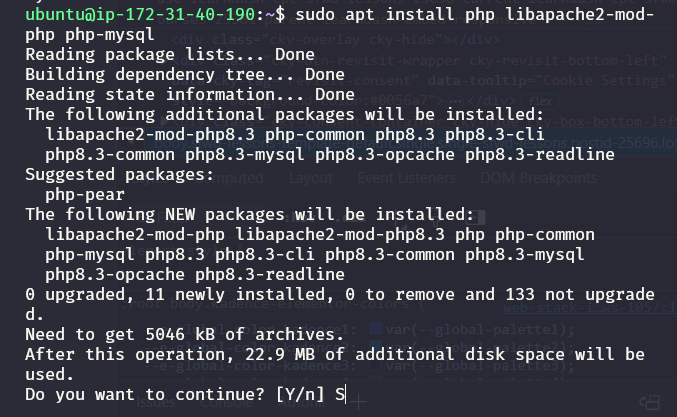 ubuntu@ip-172-31-40-190:~$ sudo apt install php libapache2-mod-
php php-mysql
Reading package lists... Done
Building dependency tree... Done
Reading state information... Done
The following additional packages will be installed:
  libapache2-mod-php8.3 php-common php8.3 php8.3-cli
  php8.3-common php8.3-mysql php8.3-opcache php8.3-readline
Suggested packages:
  php-pear
The following NEW packages will be installed:
  libapache2-mod-php libapache2-mod-php8.3 php php-common
  php-mysql php8.3 php8.3-cli php8.3-common php8.3-mysql
  php8.3-opcache php8.3-readline
0 upgraded, 11 newly installed, 0 to remove and 133 not upgrade
d.
Need to get 5046 kB of archives.
After this operation, 22.9 MB of additional disk space will be
used.
Do you want to continue? [Y/n] S